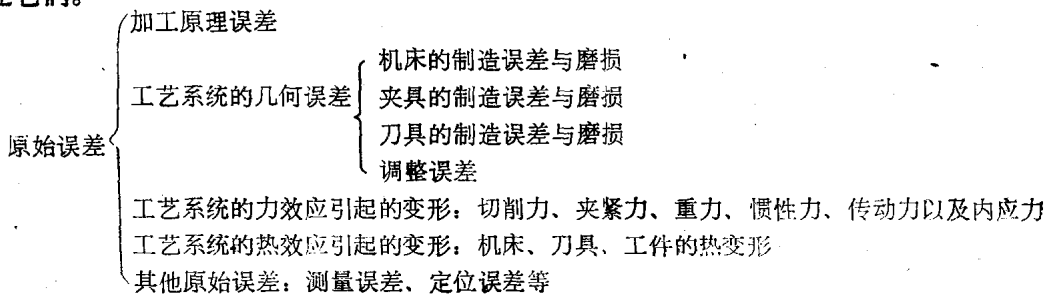 加工原理误差
机床的制造误差与磨损
工艺系统的几何误差
夹具的制造误差与磨损
刀具的制造误差与磨损
原始误差
调整误差
工艺系统的力效应引起的变形：切削力、夹紧力、重力、惯性力、传动力以及内应力
工艺系统的热效应引起的变形：机床、刀具、工件的热变形
其他原始误差：测量误差、定位误差等